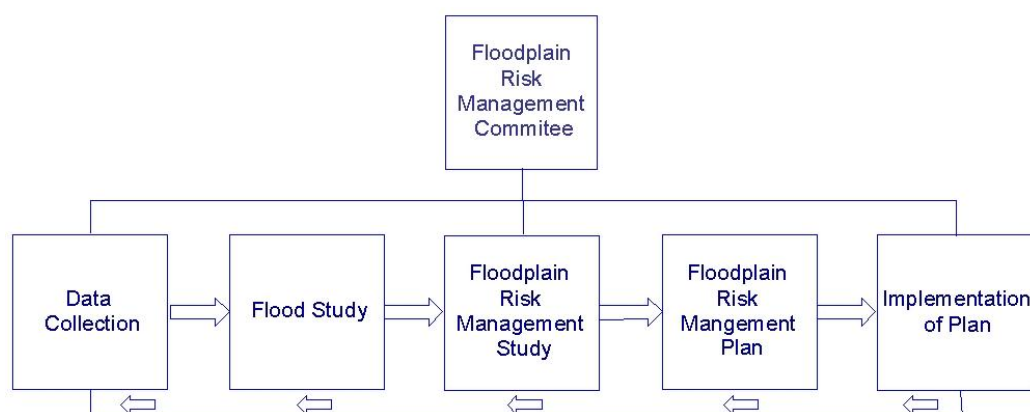 Floodplain
Risk
Management
Commitee
Data
Collection
Flood Study
Floodplain
Risk
Management
Study
Floodplain
Risk
Mangement
Plan
Implementation
of Plan